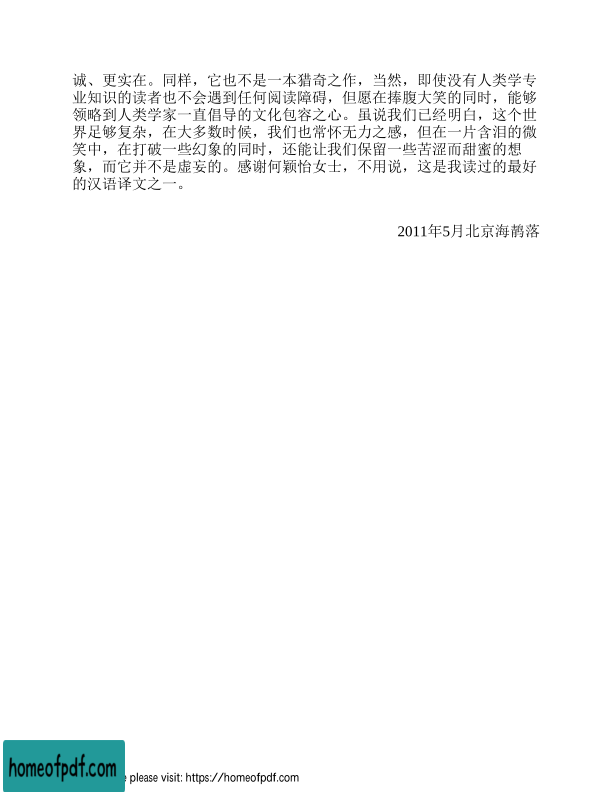 诚、更实在。同样，它也不是一本猎奇之作，当然，即使没有人类学专
业知识的读者也不会遇到任何阅读障碍，但愿在捧腹大笑的同时，能够
领略到人类学家一直倡导的文化包容之心。虽说我们已经明白，这个世
界足够复杂，在大多数时候，我们也常怀无力之感，但在一片含泪的微
笑中，在打破一些幻象的同时，还能让我们保留一些苦涩而甜蜜的想
象，而它并不是虚妄的。感谢何颖怡女士，不用说，这是我读过的最好
的汉语译文之一。
2011年5月北京海鹊落
homeofpdf.com
please visit: https://homeofpdf.com